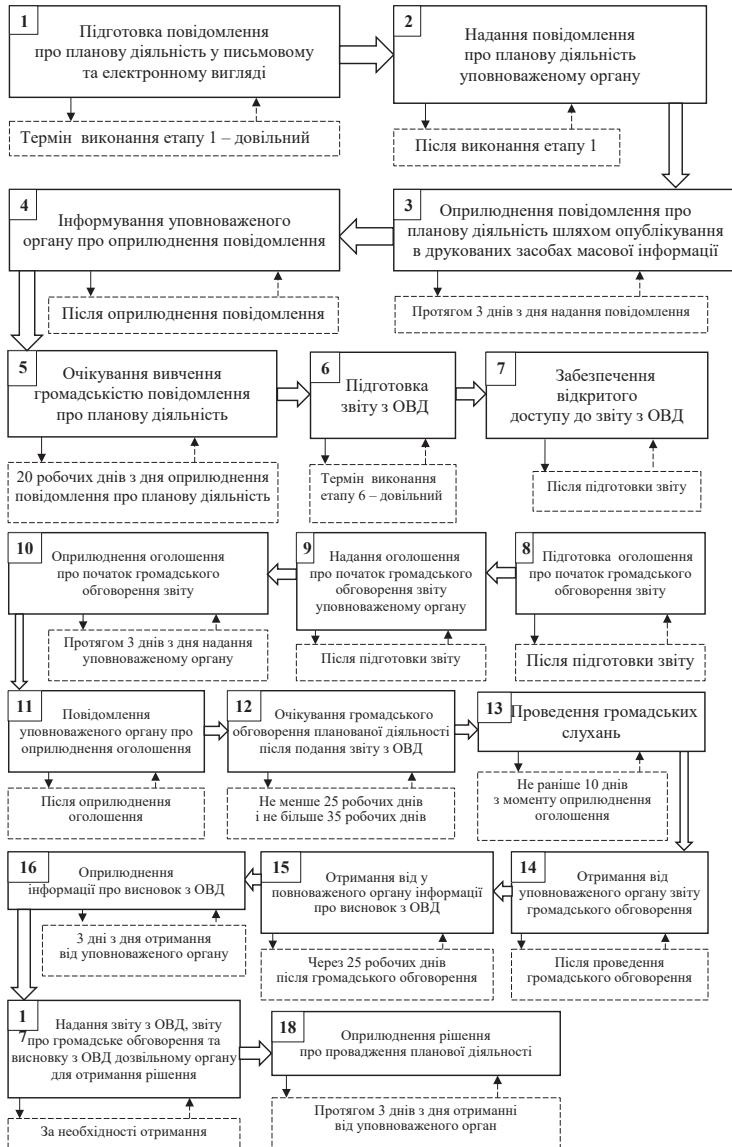 1
Підготовка повідомлення
про планову діяльність у письмовому
та електронному вигляді
Термін виконання етапу 1 – довільний
2
Надання повідомлення
про планову діяльність
уповноваженому органу
Після виконання етапу 1
3
Оприлюднення повідомлення про
планову діяльність шляхом опублікування
в друкованих засобах масової інформації
Протягом 3 днів з дня надання повідомлення
4
Інформування уповноваженого
органу про оприлюднення повідомлення
Після оприлюднення повідомлення
5
Очікування вивчення
громадськістю повідомлення
про планову діяльність
20 робочих днів з дня оприлюднення
повідомлення про планову діяльність
6
Підготовка
звіту з ОВД
Термін виконання
етапу 6 – довільний
7
Забезпечення
відкритого
доступу до звіту з ОВД
Після підготовки звіту
8
Підготовка оголошення
про початок громадського
обговорення звіту
Після підготовки звіту
9
Надання оголошення
про початок громадського
обговорення звіту
уповноваженому органу
Після підготовки звіту
10
Оприлюднення оголошення
про початок громадського
обговорення звіту
Протягом 3 днів з дня надання
уповноваженому органу
11
Повідомлення
уповноваженого органу про
оприлюднення оголошення
Після оприлюднення
оголошення
12
Очікування громадського
обговорення планованої діяльності
після подання звіту з ОВД
Не менше 25 робочих днів
і не більше 35 робочих днів
13
Проведення громадських
слухань
Не раніше 10 днів
з моменту оприлюднення
оголошення
14
Отримання від
уповноваженого органу звіту
громадського обговорення
Після проведення
громадського обговорення
15
Отримання від у
повноваженого органу інформації
про висновок з ОВД
Через 25 робочих днів
після громадського обговорення
16
Оприлюднення
інформації про висновок з ОВД
3 дні з дня отримання
від уповноваженого органу
1
7
Надання звіту з ОВД, звіту
про громадське обговорення та
висновку з ОВД дозвільному органу
для отримання рішення
За необхідності отримання
18
Оприлюднення рішення
про провадження планової діяльності
Протягом 3 днів з дня отриманні
від уповноваженого орган